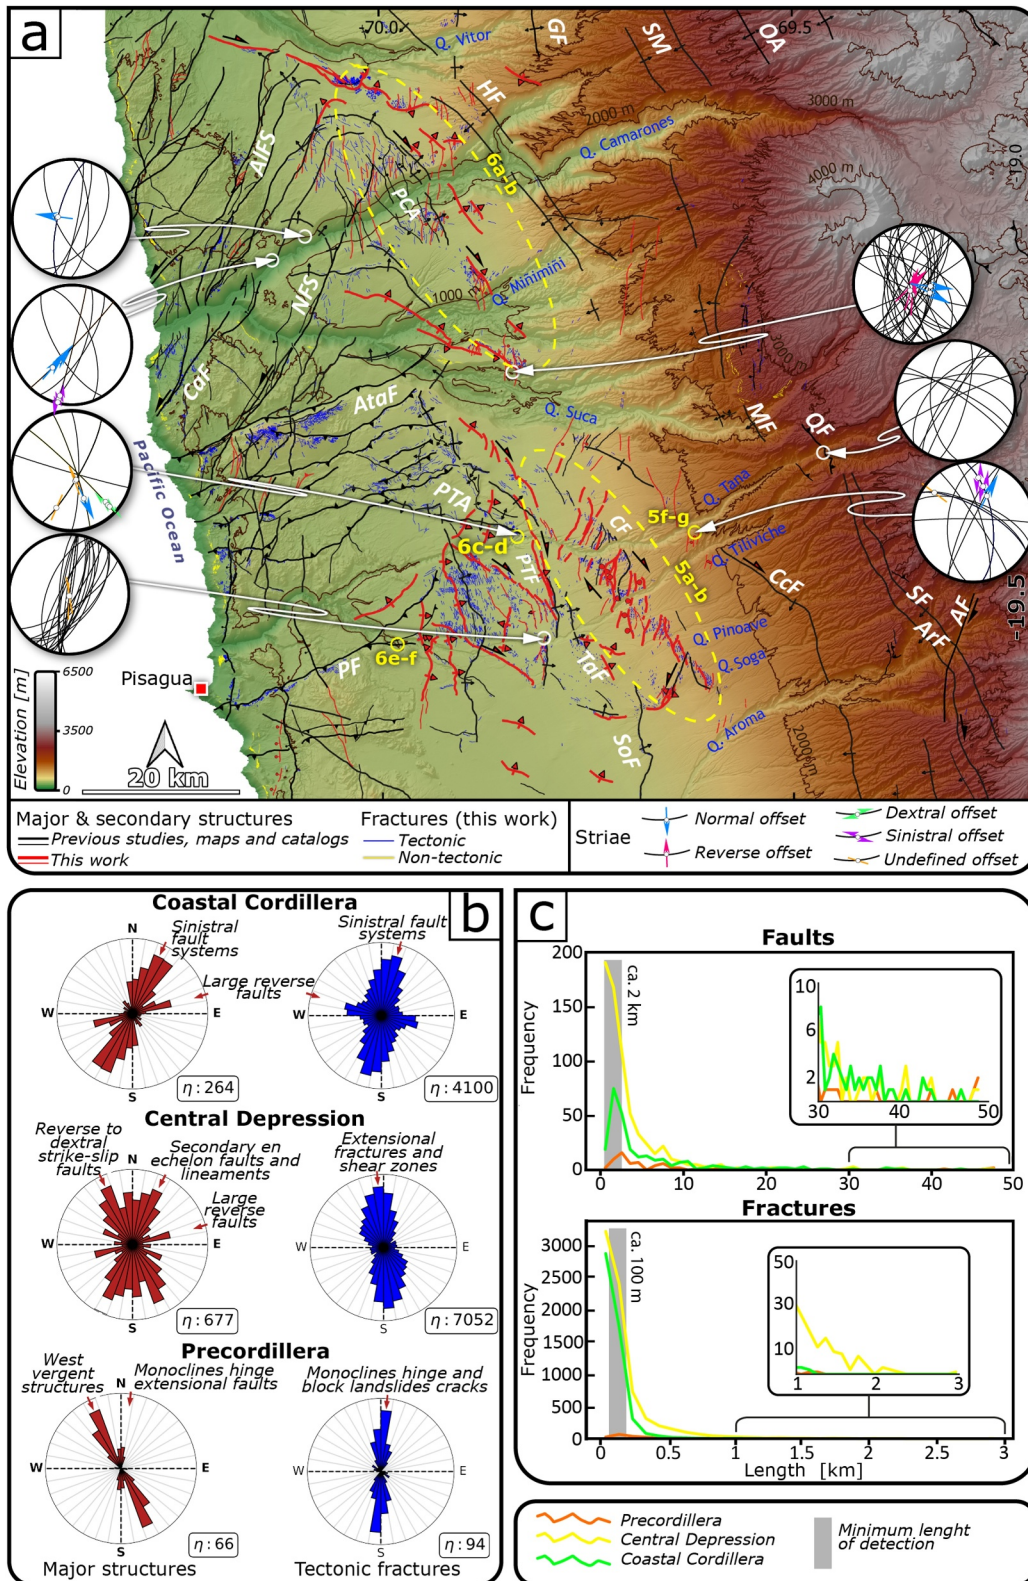 a
70.0
69.5
Q. Vitor
GF
SM
OA
HF
3000 m
2000 m
Q. Camarones
-19.0
AIFS
6a-b
4000 m
PCA
NFS
1000 m
Q. Miñimiñi
3000 m
CaF
AtaF
Q. Suca
MF
QF
Pacific Ocean
PTA
Q. Tana
CF
5f-g
6c-d
PTF
Q. Tiliviche
5a-b
CcF
-19.5
SF
AF
ArF
Q. Pinoave
Q. Soga
TaF
6e-f
PF
Pisagua
Q. Aroma
SoF
2000 m
Elevation [m]
6500
3500
0
20 km
Major & secondary structures
Previous studies, maps and catalogs
This work
Fractures (this work)
Tectonic
Non-tectonic
Striae
Normal offset
Reverse offset
Dextral offset
Sinistral offset
Undefined offset
b
Coastal Cordillera
N
Sinistral
fault
systems
Sinistral fault
systems
Large reverse
faults
W
E
E
S
S
η: 264
η: 4100
Central Depression
Reverse to
dextral
strike-slip
faults
N
Secondary en
echelon faults and
lineaments
Extensional
fractures and
shear zones
Large
reverse
faults
W
E
W
E
S
S
η: 677
η: 7052
Precordillera
West
vergent
structures
N
Monoclines hinge
extensional faults
Monoclines hinge and
block landslides cracks
W
E
W
E
S
S
η: 66
η: 94
Major structures
Tectonic fractures
c
Faults
Frequency
200
150
100
50
0
ca. 2 km
10
6
2
30
40
50
0
10
20
30
40
50
Fractures
Frequency
3000
2500
2000
1500
1000
500
0
ca. 100 m
50
30
10
1
2
3
0
0.5
1
1.5
2
2.5
3
Length [km]
Precordillera
Central Depression
Coastal Cordillera
Minimum lenght
of detection